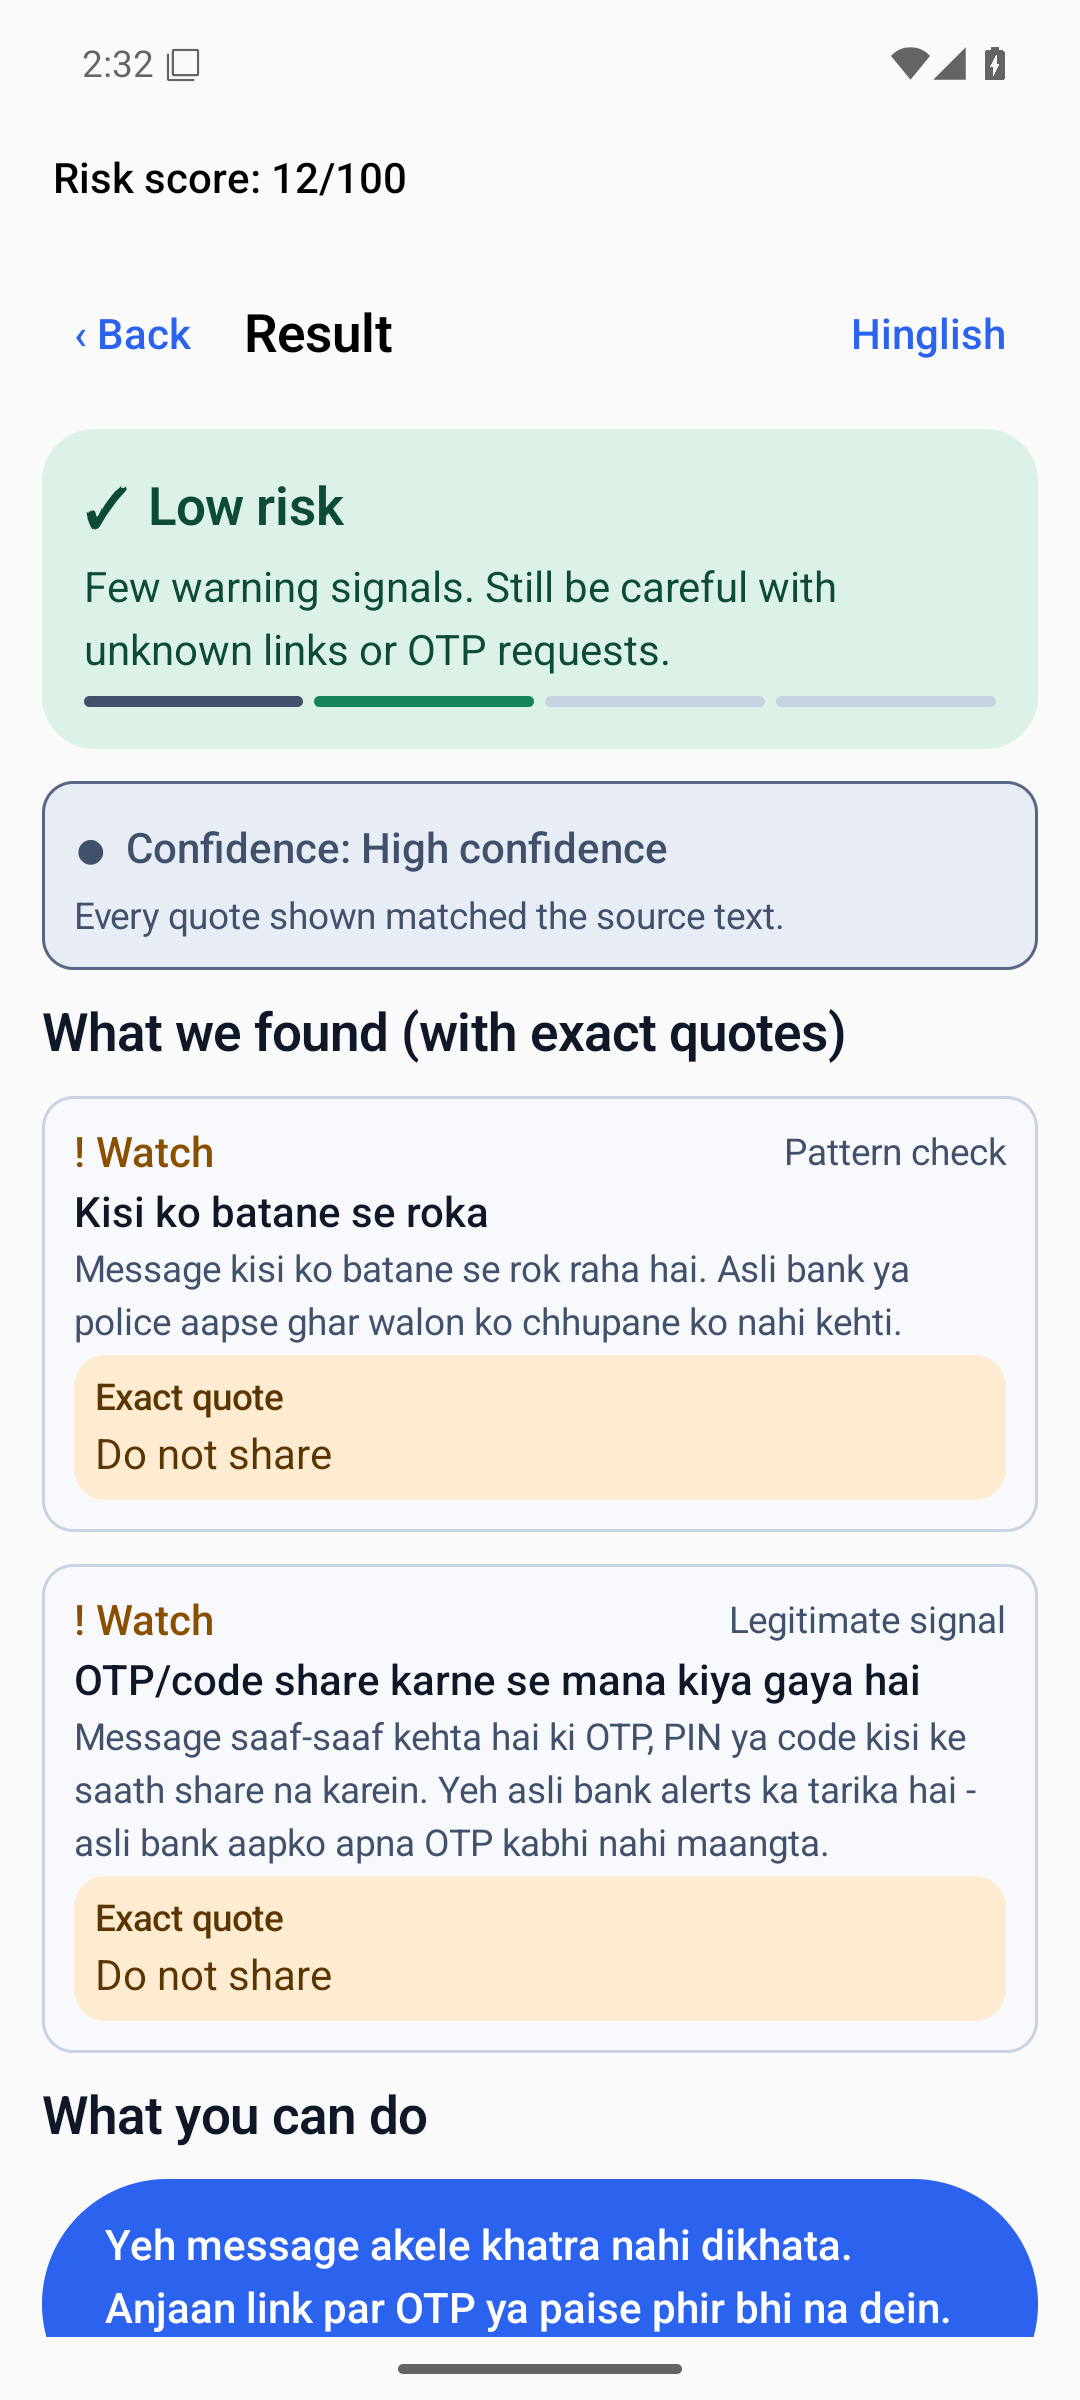 2:32
Risk score: 12/100
‹ Back Result Hinglish
✓ Low risk
Few warning signals. Still be careful with
unknown links or OTP requests.
● Confidence: High confidence
Every quote shown matched the source text.
What we found (with exact quotes)
! Watch Pattern check
Kisi ko batane se roka
Message kisi ko batane se rok raha hai. Asli bank ya
police aapse ghar walon ko chhupane ko nahi kehti.
Exact quote
Do not share
! Watch Legitimate signal
OTP/code share karne se mana kiya gaya hai
Message saaf-saaf kehta hai ki OTP, PIN ya code kisi ke
saath share na karein. Yeh asli bank alerts ka tarika hai -
asli bank aapko apna OTP kabhi nahi maangta.
Exact quote
Do not share
What you can do
Yeh message akele khatra nahi dikhata.
Anjaan link par OTP ya paise phir bhi na dein.